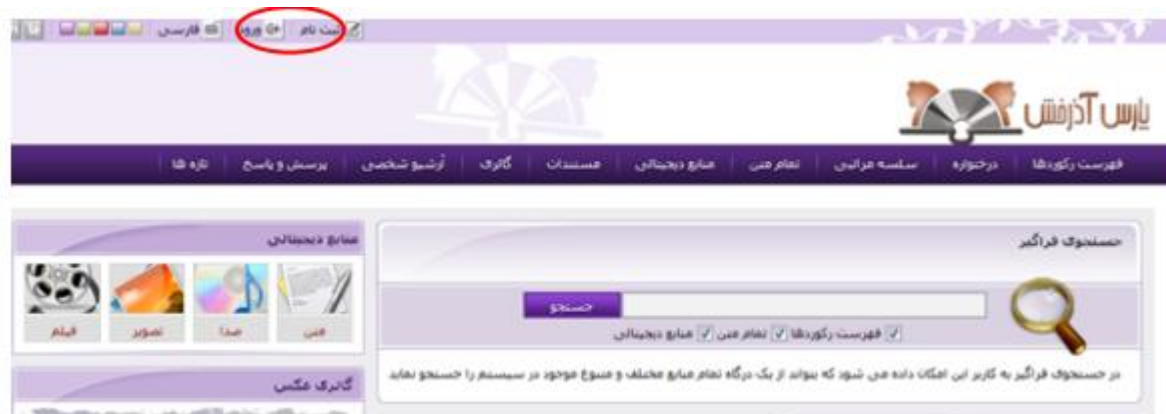 ثبت نام ورود فارسی
پارس آذرخش
فهرست رکوردها درختواره سلسه مراتبی تمام متن منابع دیجیتالی مستندات گالری آرشیو شخصی پرسش و پاسخ تازه ها
جستجوی فراگیر
جستجو
فهرست رکوردها تمام متن منابع دیجیتالی
در جستجوی فراگیر به کاربر این امکان داده می شود که بتواند از یک درگاه تمام منابع مختلف و متنوع موجود در سیستم را جستجو نماید
منابع دیجیتالی
متن صدا تصویر فیلم
گالری عکس